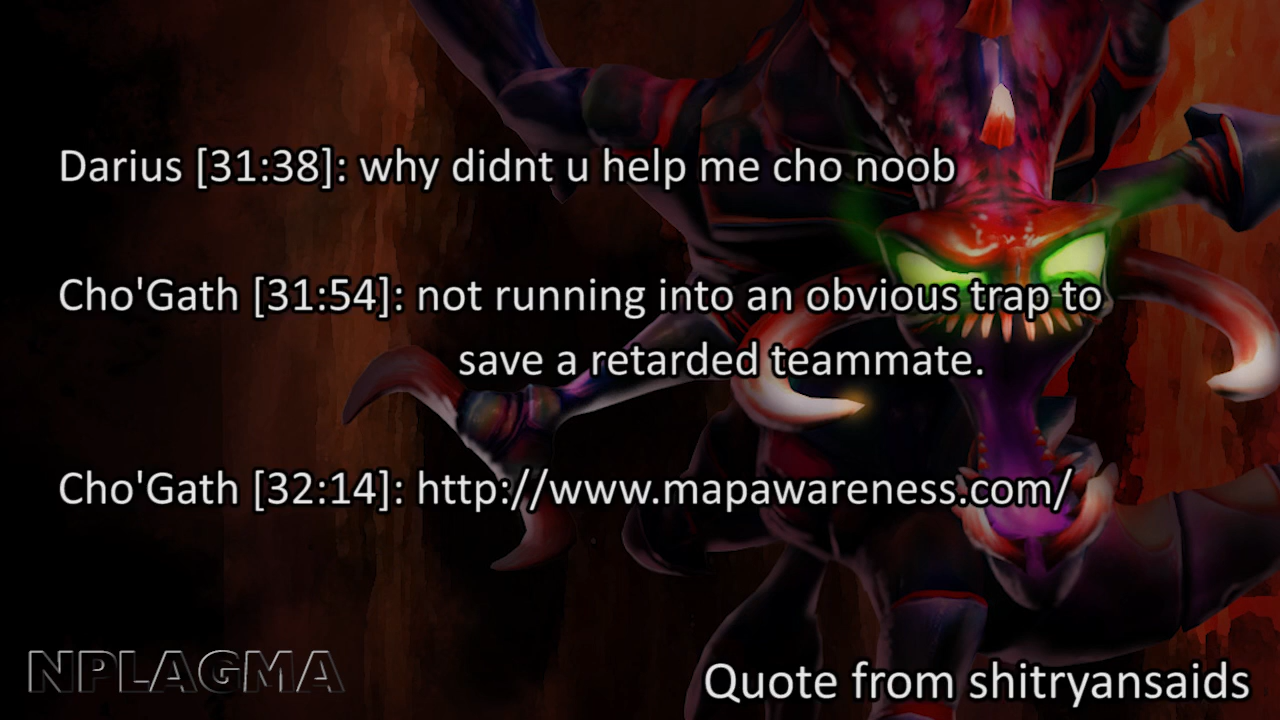 Darius [31:38]: why didnt u help me cho noob
Cho'Gath [31:54]: not running into an obvious trap to
save a retarded teammate.
Cho'Gath [32:14]: http://www.mapawareness.com/
NPLAGMA
Quote from shitryansaids